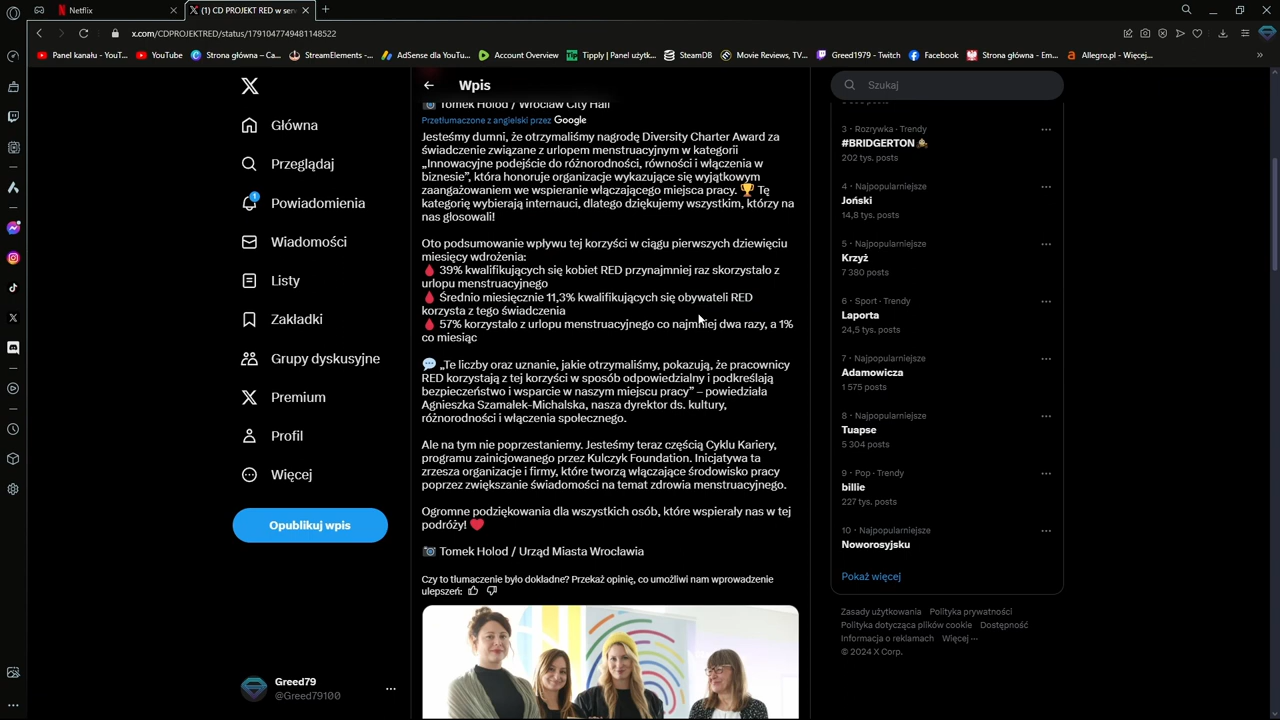 Netflix
(1) CD PROJEKT RED w serw
x.com/CDPROJEKTRED/status/1791047749481148522
Panel kanału - YouT...
YouTube
Strona główna – Ca...
StreamElements -...
AdSense dla YouTu...
Account Overview
Tipply | Panel użytk...
SteamDB
Movie Reviews, TV...
Greed1979 - Twitch
Facebook
Strona główna - Em...
Allegro.pl - Więcej...
Wpis
Szukaj
Główna
Przeglądaj
1
Powiadomienia
Wiadomości
Listy
Zakładki
Grupy dyskusyjne
Premium
Profil
Więcej
Opublikuj wpis
Greed79
@Greed79100
Tomek Hołod / Wrocław City Hall
Przetłumaczone z angielski przez Google
Jesteśmy dumni, że otrzymaliśmy nagrodę Diversity Charter Award za
świadczenie związane z urlopem menstruacyjnym w kategorii
„Innowacyjne podejście do różnorodności, równości i włączenia w
biznesie”, która honoruje organizacje wykazujące się wyjątkowym
zaangażowaniem we wspieranie włączającego miejsca pracy. 🏆 Tę
kategorię wybierają internauci, dlatego dziękujemy wszystkim, którzy na
nas głosowali!
Oto podsumowanie wpływu tej korzyści w ciągu pierwszych dziewięciu
miesięcy wdrożenia:
🩸 39% kwalifikujących się kobiet RED przynajmniej raz skorzystało z
urlopu menstruacyjnego
🩸 Średnio miesięcznie 11,3% kwalifikujących się obywateli RED
korzysta z tego świadczenia
🩸 57% korzystało z urlopu menstruacyjnego co najmniej dwa razy, a 1%
co miesiąc
💬 „Te liczby oraz uznanie, jakie otrzymaliśmy, pokazują, że pracownicy
RED korzystają z tej korzyści w sposób odpowiedzialny i podkreślają
bezpieczeństwo i wsparcie w naszym miejscu pracy” – powiedziała
Agnieszka Szamałek-Michalska, nasza dyrektor ds. kultury,
różnorodności i włączenia społecznego.
Ale na tym nie poprzestaniemy. Jesteśmy teraz częścią Cyklu Kariery,
programu zainicjowanego przez Kulczyk Foundation. Inicjatywa ta
zrzesza organizacje i firmy, które tworzą włączające środowisko pracy
poprzez zwiększanie świadomości na temat zdrowia menstruacyjnego.
Ogromne podziękowania dla wszystkich osób, które wspierały nas w tej
podróży! ❤️
📷 Tomek Hołod / Urząd Miasta Wrocławia
Czy to tłumaczenie było dokładne? Przekaż opinię, co umożliwi nam wprowadzenie
ulepszeń:
3 · Rozrywka · Trendy
#BRIDGERTON
202 tys. posts
4 · Najpopularniejsze
Joński
14,8 tys. posts
5 · Najpopularniejsze
Krzyż
7 380 posts
6 · Sport · Trendy
Laporta
24,5 tys. posts
7 · Najpopularniejsze
Adamowicza
1 575 posts
8 · Najpopularniejsze
Tuapse
5 304 posts
9 · Pop · Trendy
billie
227 tys. posts
10 · Najpopularniejsze
Noworosyjsku
Pokaż więcej
Zasady użytkowania Polityka prywatności
Polityka dotycząca plików cookie Dostępność
Informacja o reklamach Więcej ···
© 2024 X Corp.